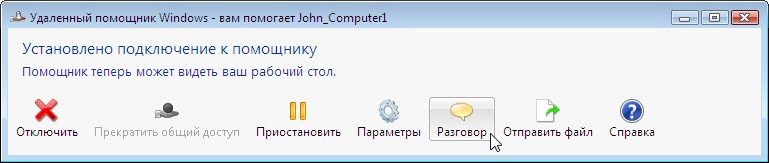 Удаленный помощник Windows - вам помогает John_Computer1
Установлено подключение к помощнику
Помощник теперь может видеть ваш рабочий стол.
Отключить Прекратить общий доступ Приостановить Параметры Разговор Отправить файл Справка